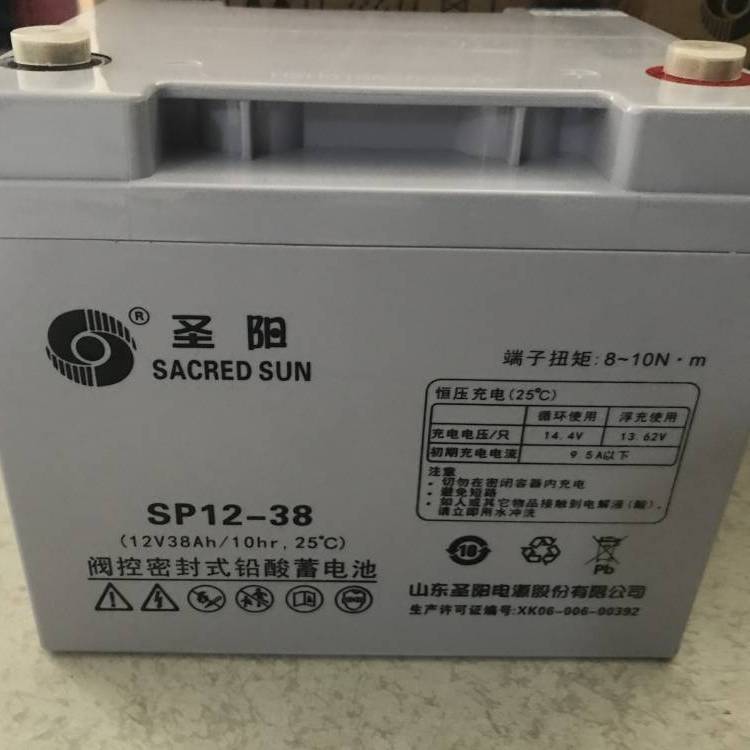 圣阳®
SACRED SUN
端子扭矩:8~10N·m
恒压充电(25℃)
循环使用 浮充使用
充电电压/只 14.4V 13.62V
初期充电电流 9.5A以下
注意
·切勿在密闭容器内充电
·避免短路
·如人或其它物品接触到电解液(酸),
请立即用水冲洗
SP12-38
(12V38Ah/10hr,25℃)
阀控密封式铅酸蓄电池
10
Pb
山东圣阳电源股份有限公司
生产许可证编号:XK06-006-00392